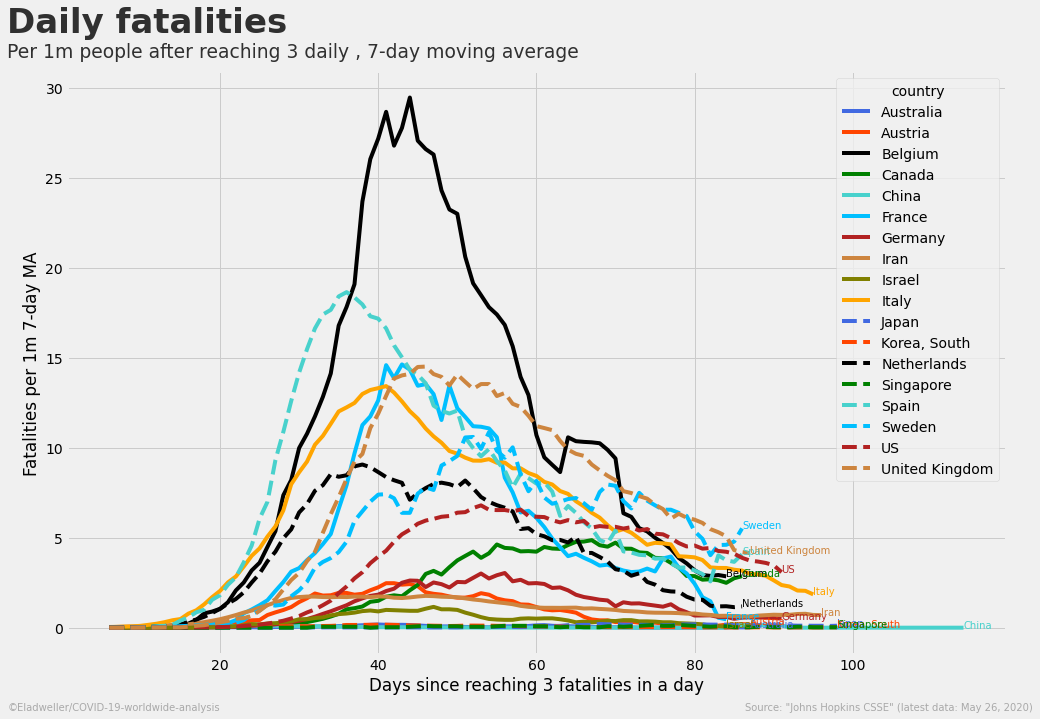 Daily fatalities
Per 1m people after reaching 3 daily , 7-day moving average
Fatalities per 1m 7-day MA
30
25
20
15
10
5
0
20
40
60
80
100
Days since reaching 3 fatalities in a day
country
Australia
Austria
Belgium
Canada
China
France
Germany
Iran
Israel
Italy
Japan
Korea, South
Netherlands
Singapore
Spain
Sweden
US
United Kingdom
Sweden
United Kingdom
Spain
US
Belgium
Canada
Netherlands
Italy
Iran
Germany
Singapore
China
©Eladweller/COVID-19-worldwide-analysis
Source: "Johns Hopkins CSSE" (latest data: May 26, 2020)